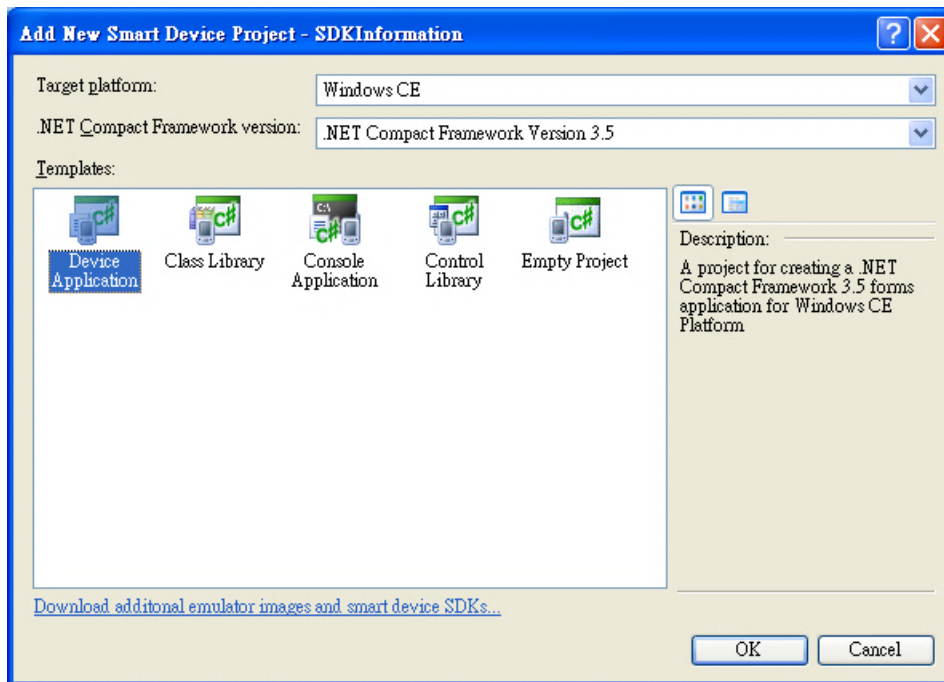 Add New Smart Device Project - SDKInformation
Target platform:
Windows CE
.NET Compact Framework version:
.NET Compact Framework Version 3.5
Templates:
Device
Application
Class Library
Console
Application
Control
Library
Empty Project
Description:
A project for creating a .NET
Compact Framework 3.5 forms
application for Windows CE
Platform
Download additonal emulator images and smart device SDKs...
OK
Cancel